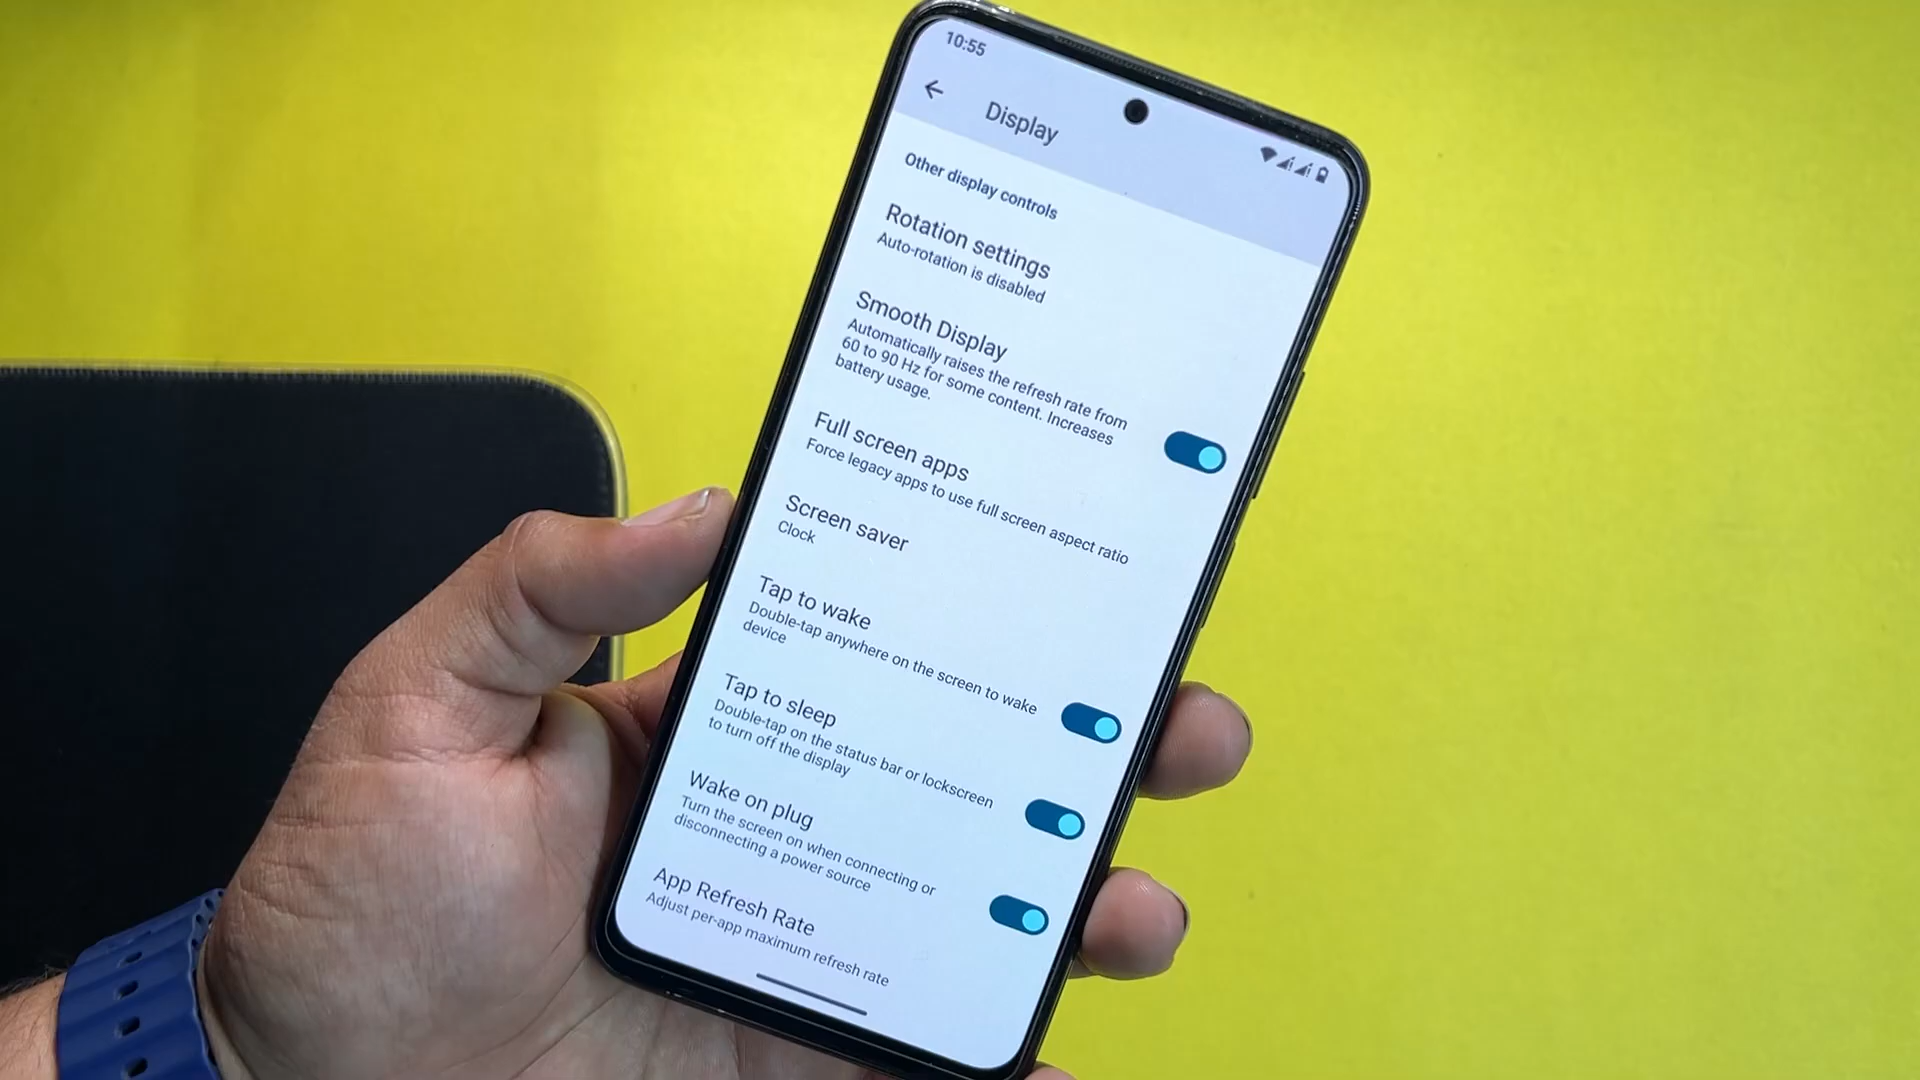 10:55
Display
Other display controls
Rotation settings
Auto-rotation is disabled
Smooth Display
Automatically raises the refresh rate from
60 to 90 Hz for some content. Increases
battery usage.
Full screen apps
Force legacy apps to use full screen aspect ratio
Screen saver
Clock
Tap to wake
Double-tap anywhere on the screen to wake
device
Tap to sleep
Double-tap on the status bar or lockscreen
to turn off the display
Wake on plug
Turn the screen on when connecting or
disconnecting a power source
App Refresh Rate
Adjust per-app maximum refresh rate